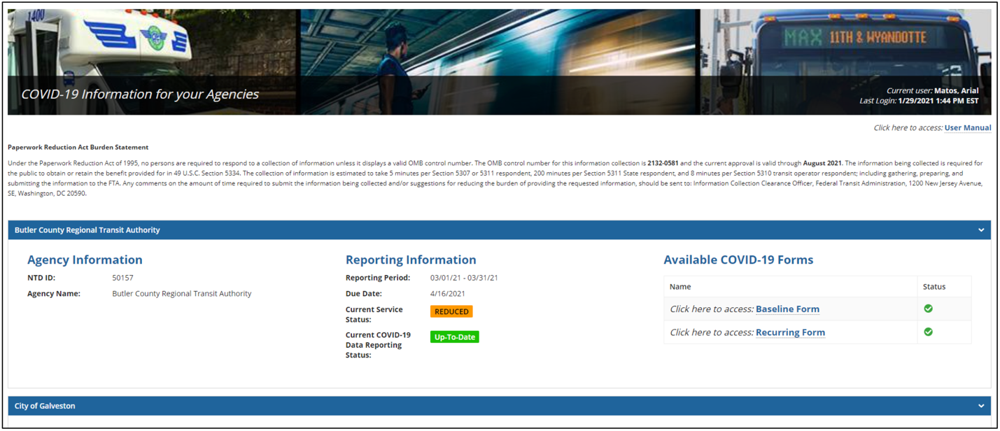 1400
MAX 11TH & WYANDOTTE
COVID-19 Information for your Agencies
Current user: Matos, Arial
Last Login: 1/29/2021 1:44 PM EST
Click here to access: User Manual
Paperwork Reduction Act Burden Statement
Under the Paperwork Reduction Act of 1995, no persons are required to respond to a collection of information unless it displays a valid OMB control number. The OMB control number for this information collection is 2132-0581 and the current approval is valid through August 2021. The information being collected is required for
the public to obtain or retain the benefit provided for in 49 U.S.C. Section 5334. The collection of information is estimated to take 5 minutes per Section 5307 or 5311 respondent, 200 minutes per Section 5311 State respondent, and 8 minutes per Section 5310 transit operator respondent; including gathering, preparing, and
submitting the information to the FTA. Any comments on the amount of time required to submit the information being collected and/or suggestions for reducing the burden of providing the requested information, should be sent to: Information Collection Clearance Officer, Federal Transit Administration, 1200 New Jersey Avenue,
SE, Washington, DC 20590.
Butler County Regional Transit Authority
Agency Information
NTD ID: 50157
Agency Name: Butler County Regional Transit Authority
Reporting Information
Reporting Period: 03/01/21 - 03/31/21
Due Date: 4/16/2021
Current Service REDUCED
Status:
Current COVID-19 Up-To-Date
Data Reporting
Status:
Available COVID-19 Forms
Name Status
Click here to access: Baseline Form
Click here to access: Recurring Form
City of Galveston